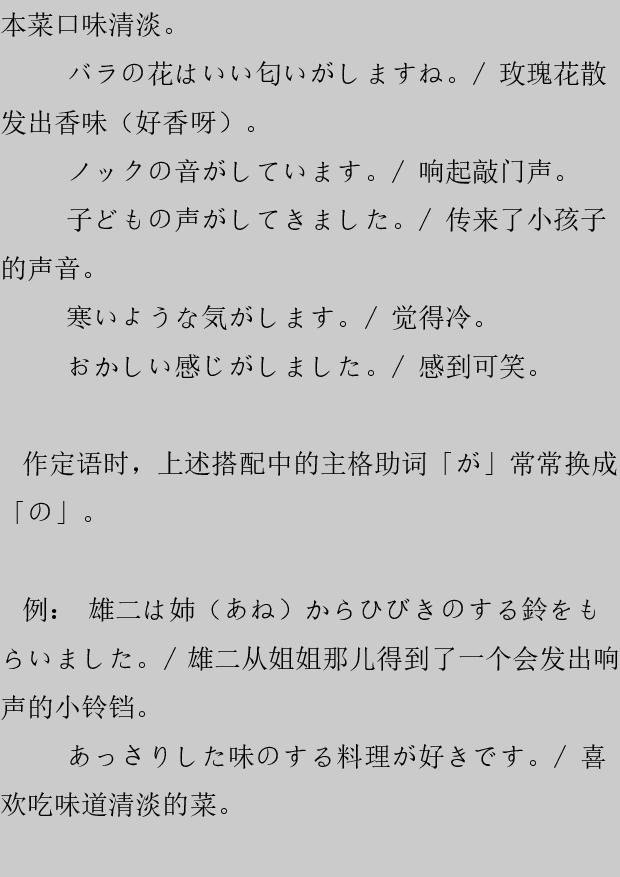 本菜口味清淡。
バラの花はいい匂いがしますね。/ 玫瑰花散
发出香味（好香呀）。
ノックの音がしています。/ 响起敲门声。
子どもの声がしてきました。/ 传来了小孩子
的声音。
寒いような気がします。/ 觉得冷。
おかしい感じがしました。/ 感到可笑。
作定语时，上述搭配中的主格助词「が」常常换成
「の」。
例： 雄二は姉（あね）からひびきのする鈴をも
らいました。/ 雄二从姐姐那儿得到了一个会发出响
声的小铃铛。
あっさりした味のする料理が好きです。/ 喜
欢吃味道清淡的菜。